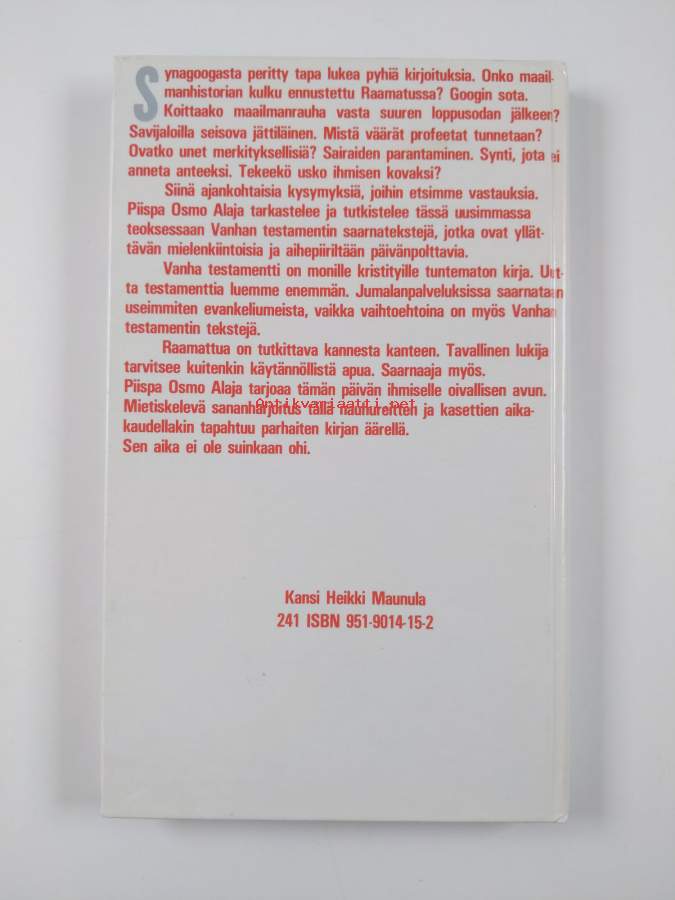 Synagoogasta peritty tapa lukea pyhiä kirjoituksia. Onko maail-
manhistorian kulku ennustettu Raamatussa? Googin sota.
Koittaako maailmanrauha vasta suuren loppusodan jälkeen?
Savijaloilla seisova jättiläinen. Mistä väärät profeetat tunnetaan?
Ovatko unet merkityksellisiä? Sairaiden parantaminen. Synti, jota ei
anneta anteeksi. Tekeekö usko ihmisen kovaksi?
Siinä ajankohtaisia kysymyksiä, joihin etsimme vastauksia.
Piispa Osmo Alaja tarkastelee ja tutkistelee tässä uusimmassa
teoksessaan Vanhan testamentin saarnatekstejä, jotka ovat yllät-
tävän mielenkiintoisia ja aihepiiriltään päivänpolttavia.
Vanha testamentti on monille kristityille tuntematon kirja. Uut-
ta testamenttia luemme enemmän. Jumalanpalveluksissa saarnataan
useimmiten evankeliumeista, vaikka vaihtoehtoina on myös Vanhan
testamentin tekstejä.
Raamattua on tutkittava kannesta kanteen. Tavallinen lukija
tarvitsee kuitenkin käytännöllistä apua. Saarnaaja myös.
Piispa Osmo Alaja tarjoaa tämän päivän ihmiselle oivallisen avun.
Antikvariaatti.net
Mietiskelevä sananharjoitus tällä nauhureitten ja kasettien aika-
kaudellakin tapahtuu parhaiten kirjan äärellä.
Sen aika ei ole suinkaan ohi.
Kansi Heikki Maunula
241 ISBN 951-9014-15-2